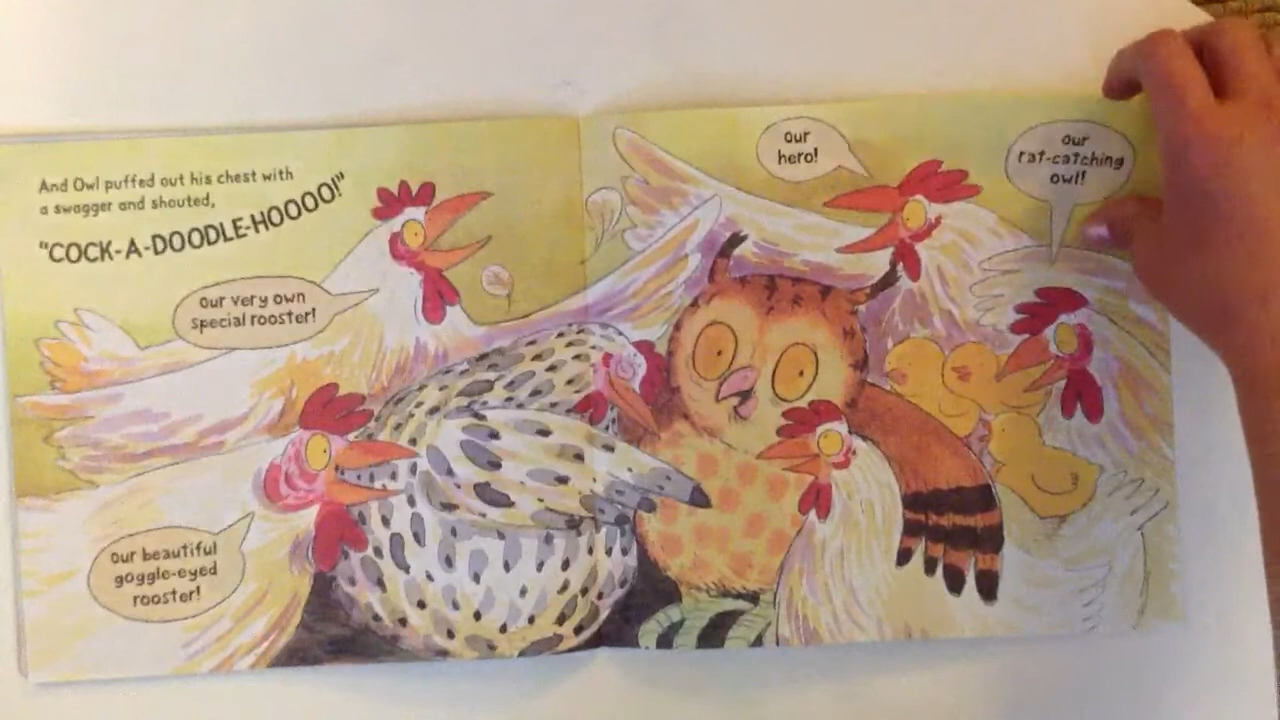 And Owl puffed out his chest with
a swagger and shouted,
"COCK-A-DOODLE-HOOOO!"
Our very own
special rooster!
Our beautiful
goggle-eyed
rooster!
Our
hero!
Our
rat-catching
owl!